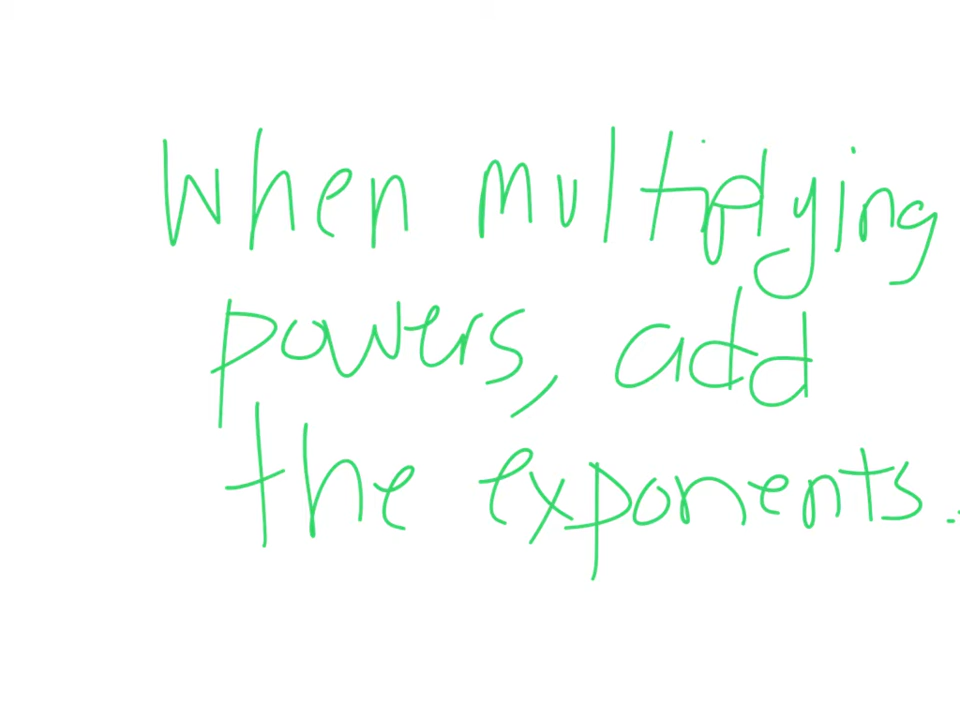 When multiplying
powers, add
the exponents.